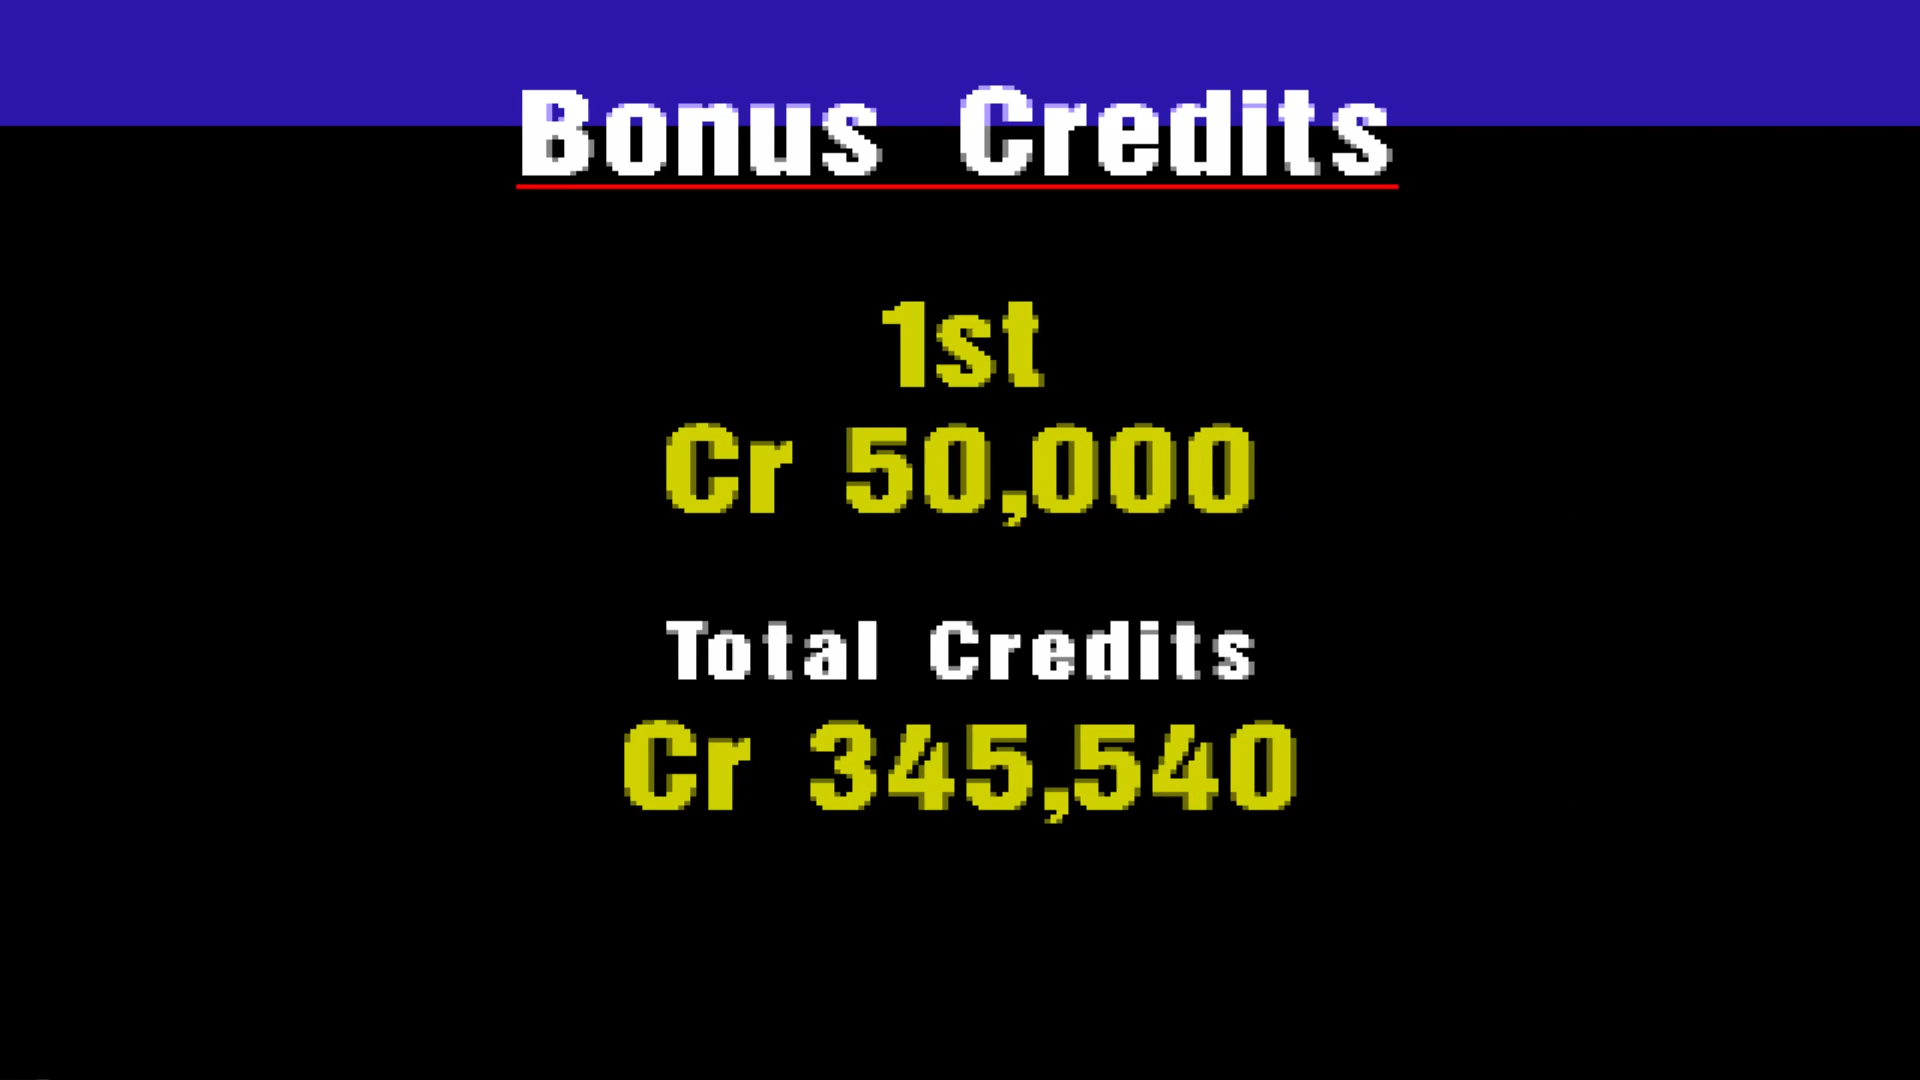 Bonus Credits
1st
Cr 50,000
Total Credits
Cr 345,540